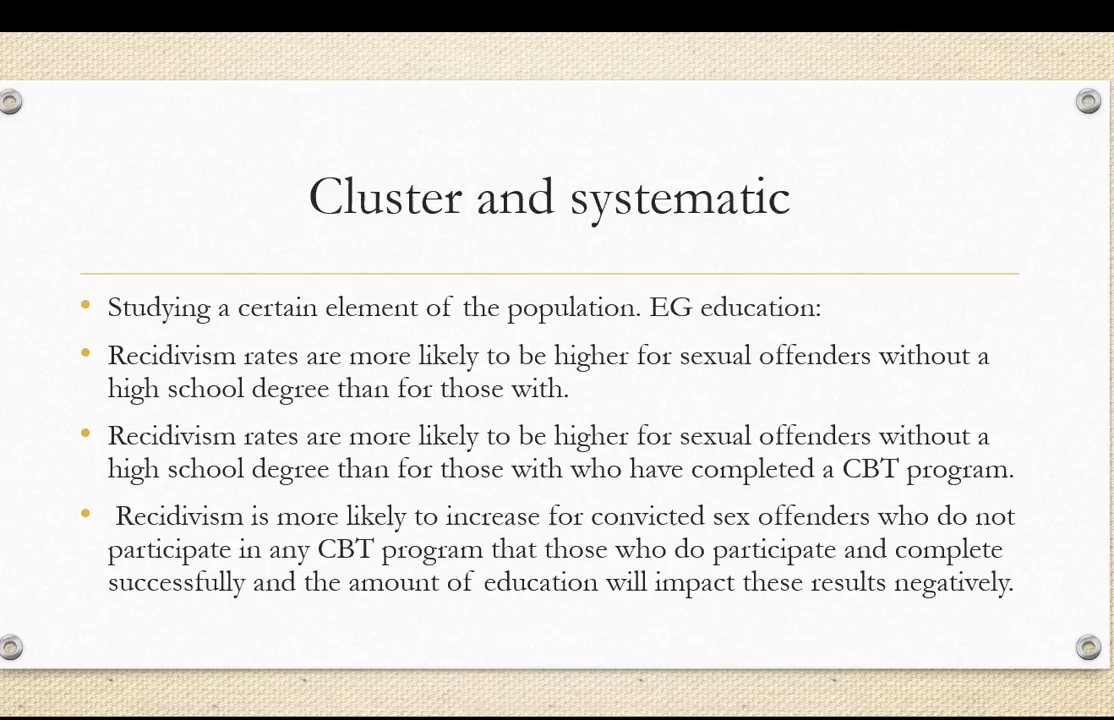 Cluster and systematic
• Studying a certain element of the population. EG education:
• Recidivism rates are more likely to be higher for sexual offenders without a
high school degree than for those with.
• Recidivism rates are more likely to be higher for sexual offenders without a
high school degree than for those with who have completed a CBT program.
• Recidivism is more likely to increase for convicted sex offenders who do not
participate in any CBT program that those who do participate and complete
successfully and the amount of education will impact these results negatively.